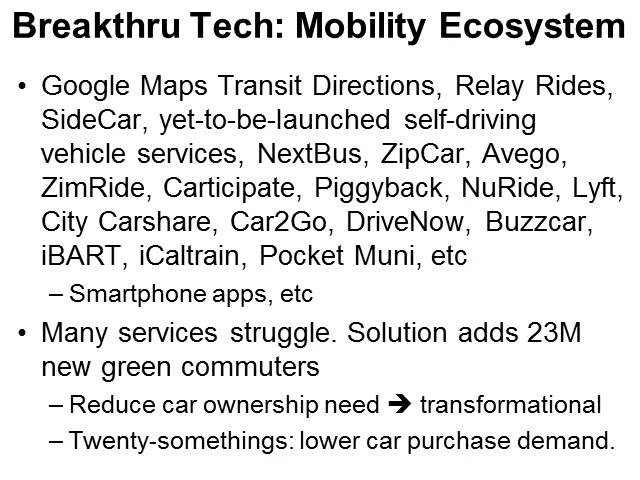 Breakthru Tech: Mobility Ecosystem
• Google Maps Transit Directions, Relay Rides,
SideCar, yet-to-be-launched self-driving
vehicle services, NextBus, ZipCar, Avego,
ZimRide, Carticipate, Piggyback, NuRide, Lyft,
City Carshare, Car2Go, DriveNow, Buzzcar,
iBART, iCaltrain, Pocket Muni, etc
– Smartphone apps, etc
• Many services struggle. Solution adds 23M
new green commuters
– Reduce car ownership need ➔ transformational
– Twenty-somethings: lower car purchase demand.